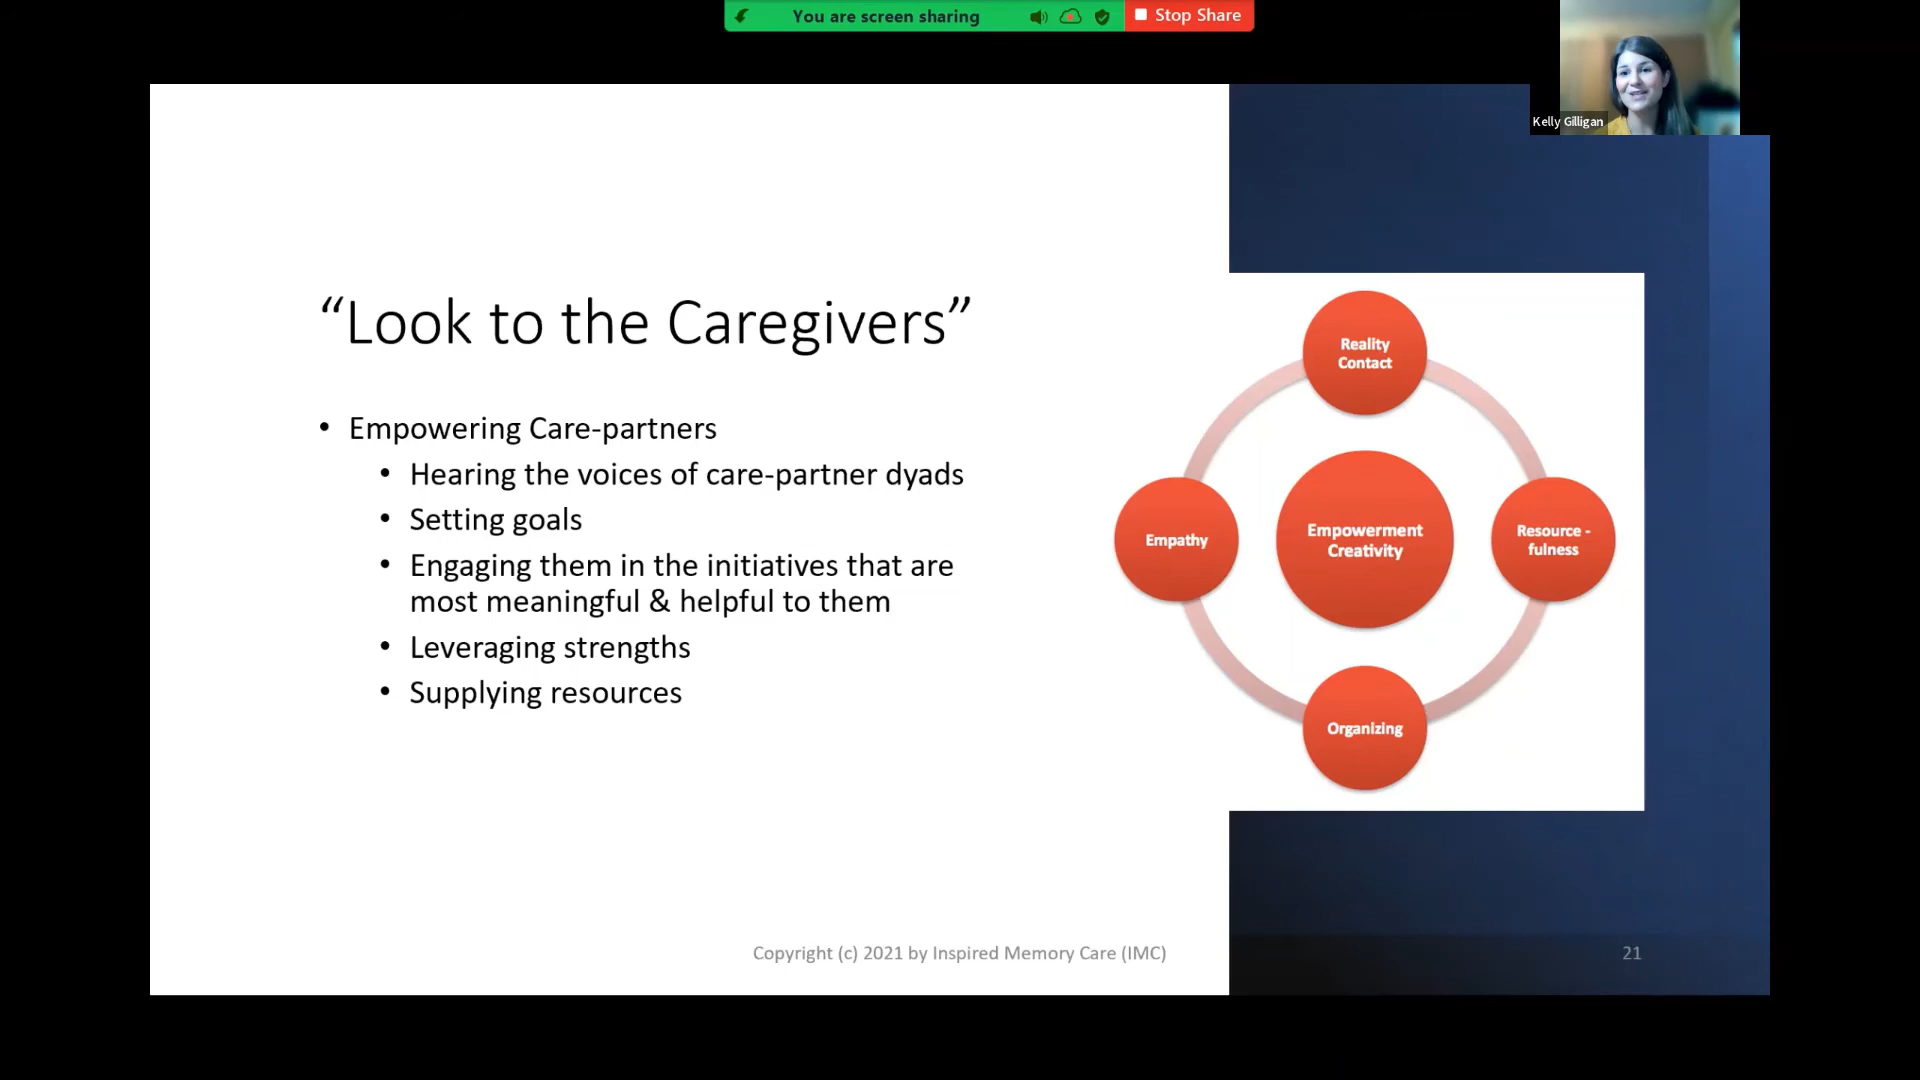 You are screen sharing
Stop Share
Kelly Gilligan
“Look to the Caregivers”
• Empowering Care-partners
• Hearing the voices of care-partner dyads
• Setting goals
• Engaging them in the initiatives that are
most meaningful & helpful to them
• Leveraging strengths
• Supplying resources
Reality
Contact
Empathy
Empowerment
Creativity
Resource -
fulness
Organizing
Copyright (c) 2021 by Inspired Memory Care (IMC)
21